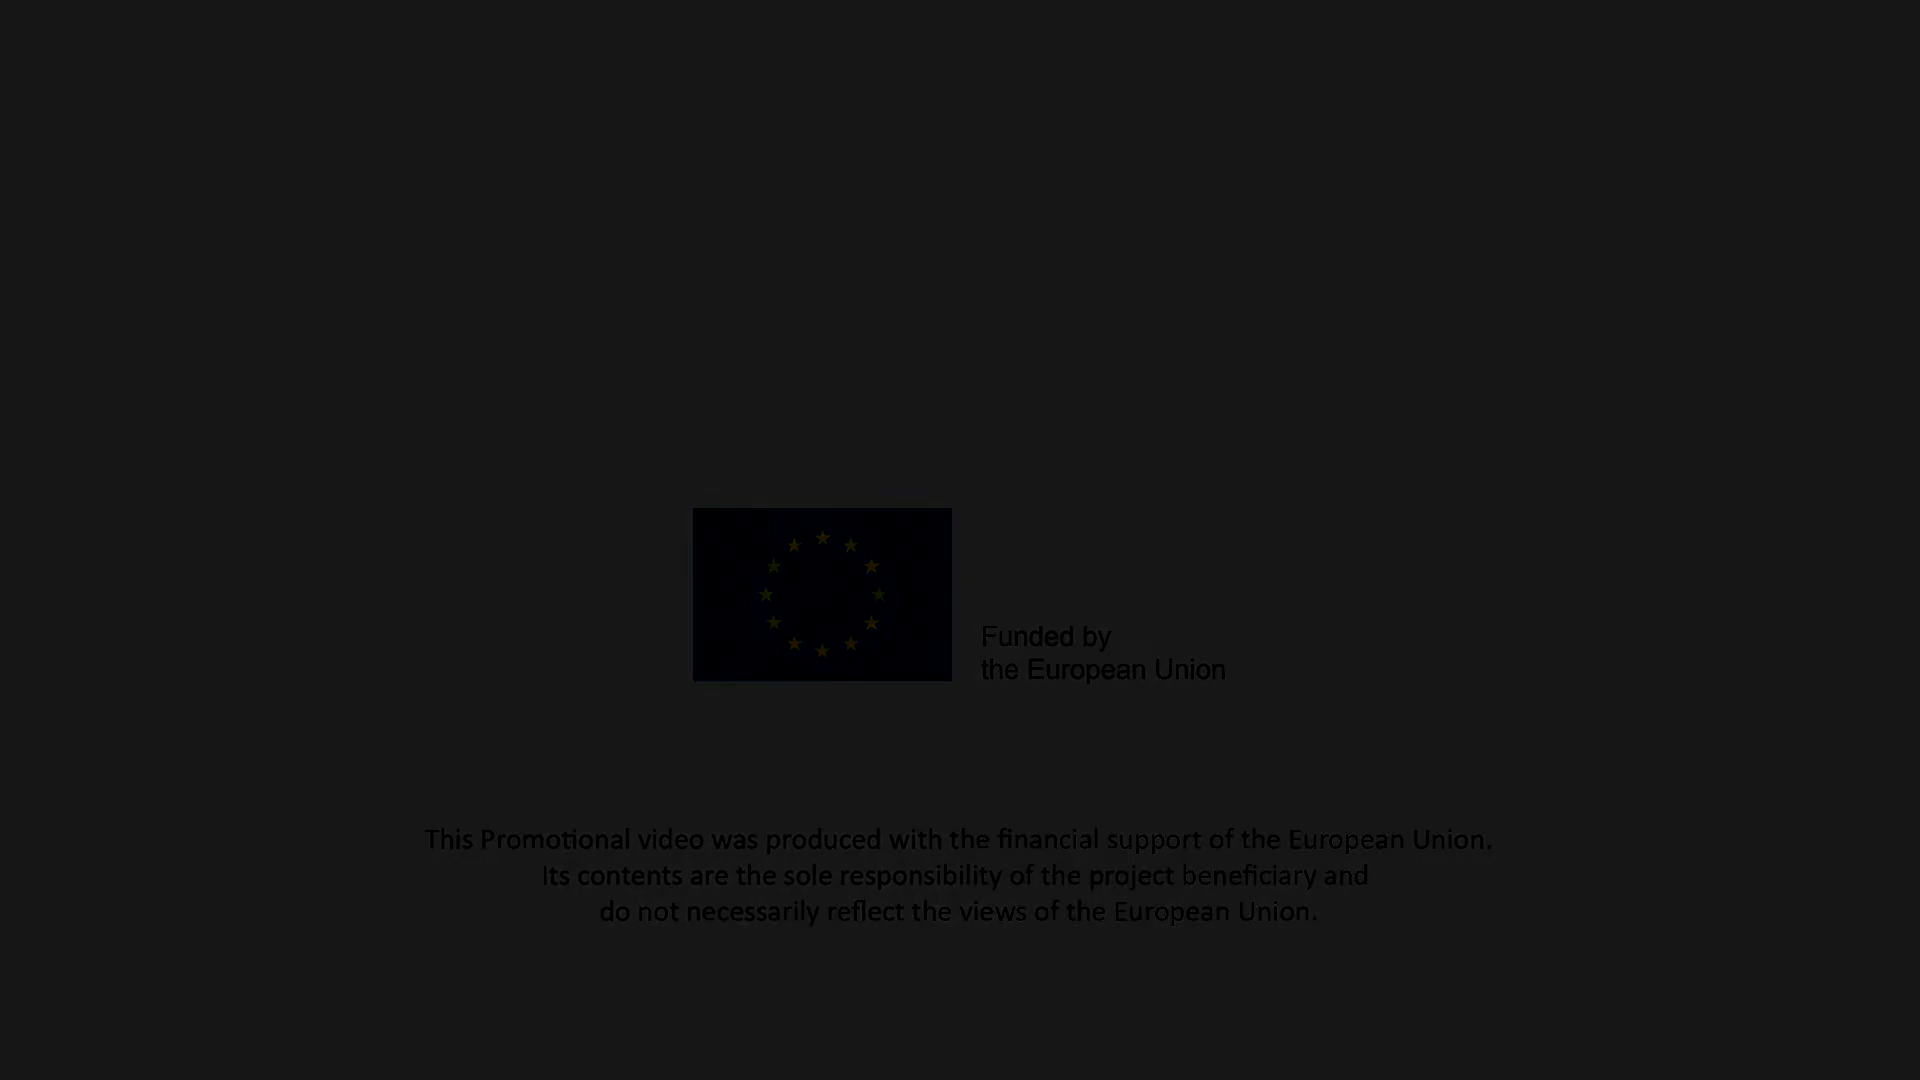 Funded by
the European Union
This Promotional video was produced with the financial support of the European Union.
Its contents are the sole responsibility of the project beneficiary and
do not necessarily reflect the views of the European Union.